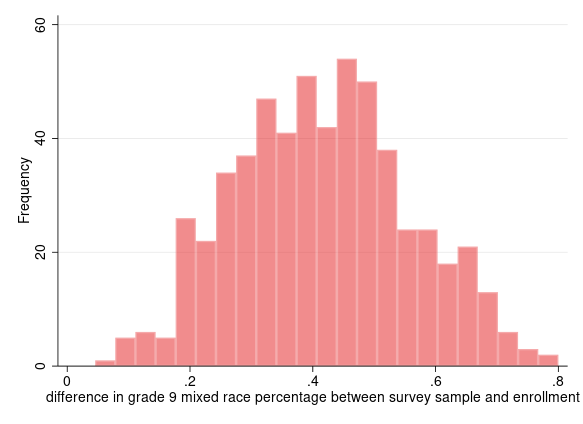 60
40
20
0
Frequency
0 .2 .4 .6 .8
difference in grade 9 mixed race percentage between survey sample and enrollment